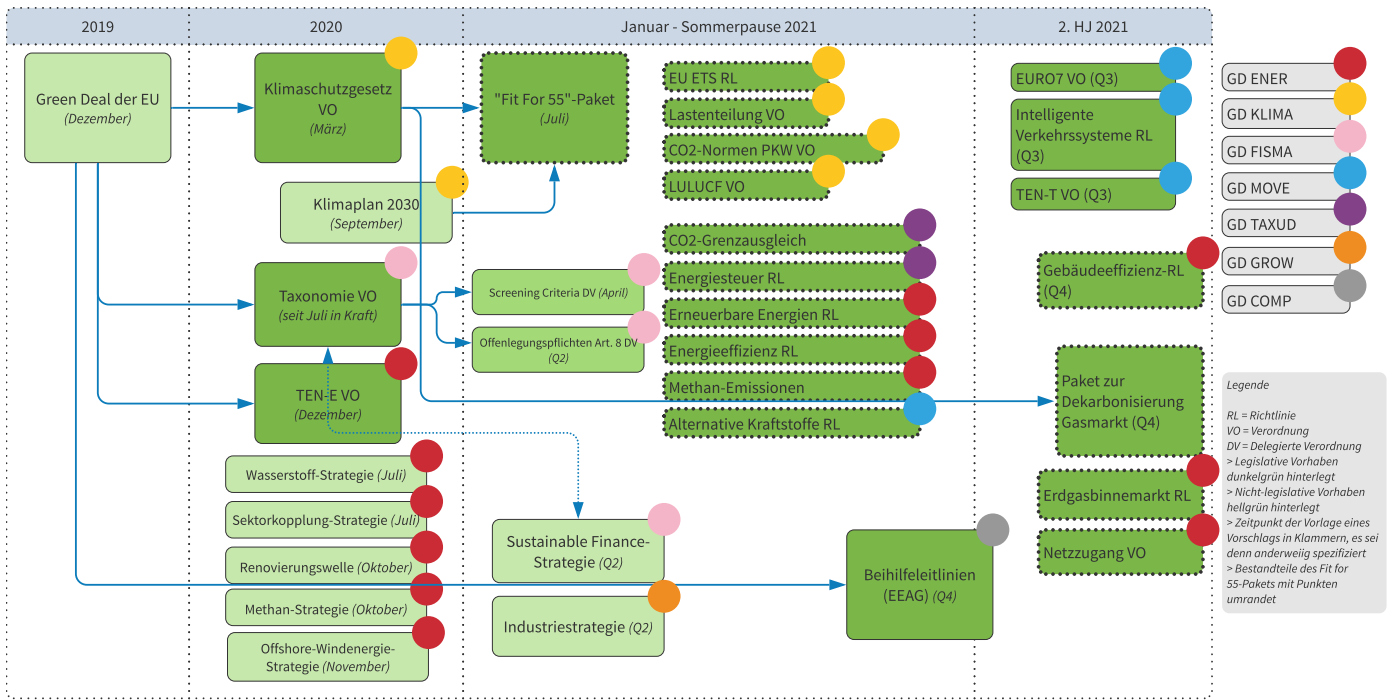 2019
2020
Januar - Sommerpause 2021
2. HJ 2021
Green Deal der EU
(Dezember)
Klimaschutzgesetz
VO
(März)
Klimaplan 2030
(September)
Taxonomie VO
(seit Juli in Kraft)
TEN-E VO
(Dezember)
Wasserstoff-Strategie (Juli)
Sektorkopplung-Strategie (Juli)
Renovierungswelle (Oktober)
Methan-Strategie (Oktober)
Offshore-Windenergie-
Strategie (November)
"Fit For 55"-Paket
(Juli)
Screening Criteria DV (April)
Offenlegungspflichten Art. 8 DV
(Q2)
Sustainable Finance-
Strategie (Q2)
Industriestrategie (Q2)
EU ETS RL
Lastenteilung VO
CO2-Normen PKW VO
LULUCF VO
CO2-Grenzausgleich
Energiesteuer RL
Erneuerbare Energien RL
Energieeffizienz RL
Methan-Emissionen
Alternative Kraftstoffe RL
Beihilfeleitlinien
(EEAG) (Q4)
EURO7 VO (Q3)
Intelligente
Verkehrssysteme RL
(Q3)
TEN-T VO (Q3)
Gebäudeeffizienz-RL
(Q4)
Paket zur
Dekarbonisierung
Gasmarkt (Q4)
Erdgasbinnemarkt RL
Netzzugang VO
GD ENER
GD KLIMA
GD FISMA
GD MOVE
GD TAXUD
GD GROW
GD COMP
Legende
RL = Richtlinie
VO = Verordnung
DV = Delegierte Verordnung
> Legislative Vorhaben
dunkelgrün hinterlegt
> Nicht-legislative Vorhaben
hellgrün hinterlegt
> Zeitpunkt der Vorlage eines
Vorschlags in Klammern, es sei
denn anderweiig spezifiziert
> Bestandteile des Fit for
55-Pakets mit Punkten
umrandet